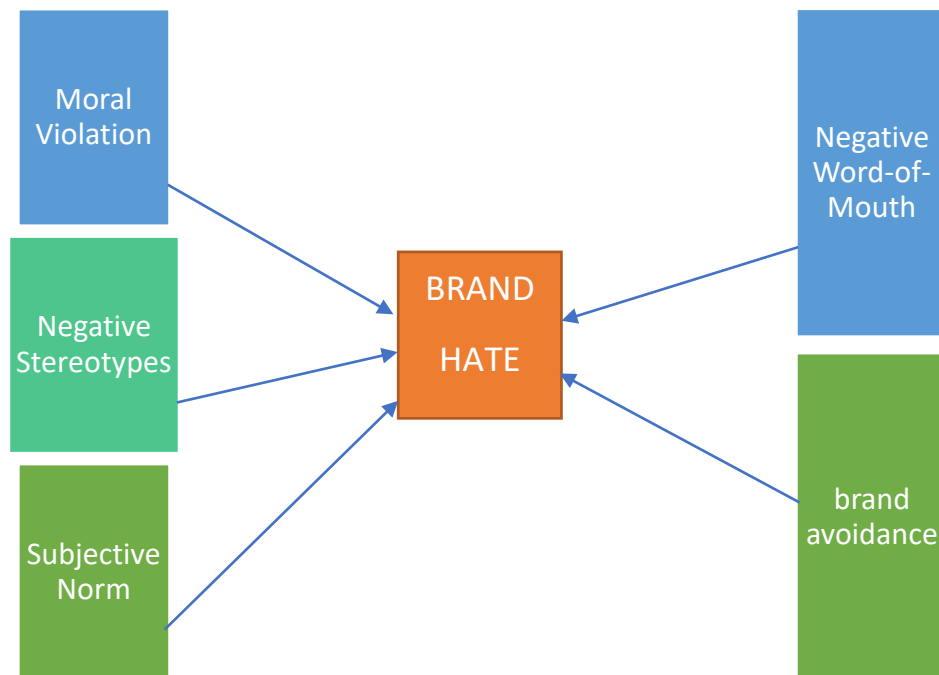 Moral
Violation
Negative
Stereotypes
Subjective
Norm
BRAND
HATE
Negative
Word-of-
Mouth
brand
avoidance